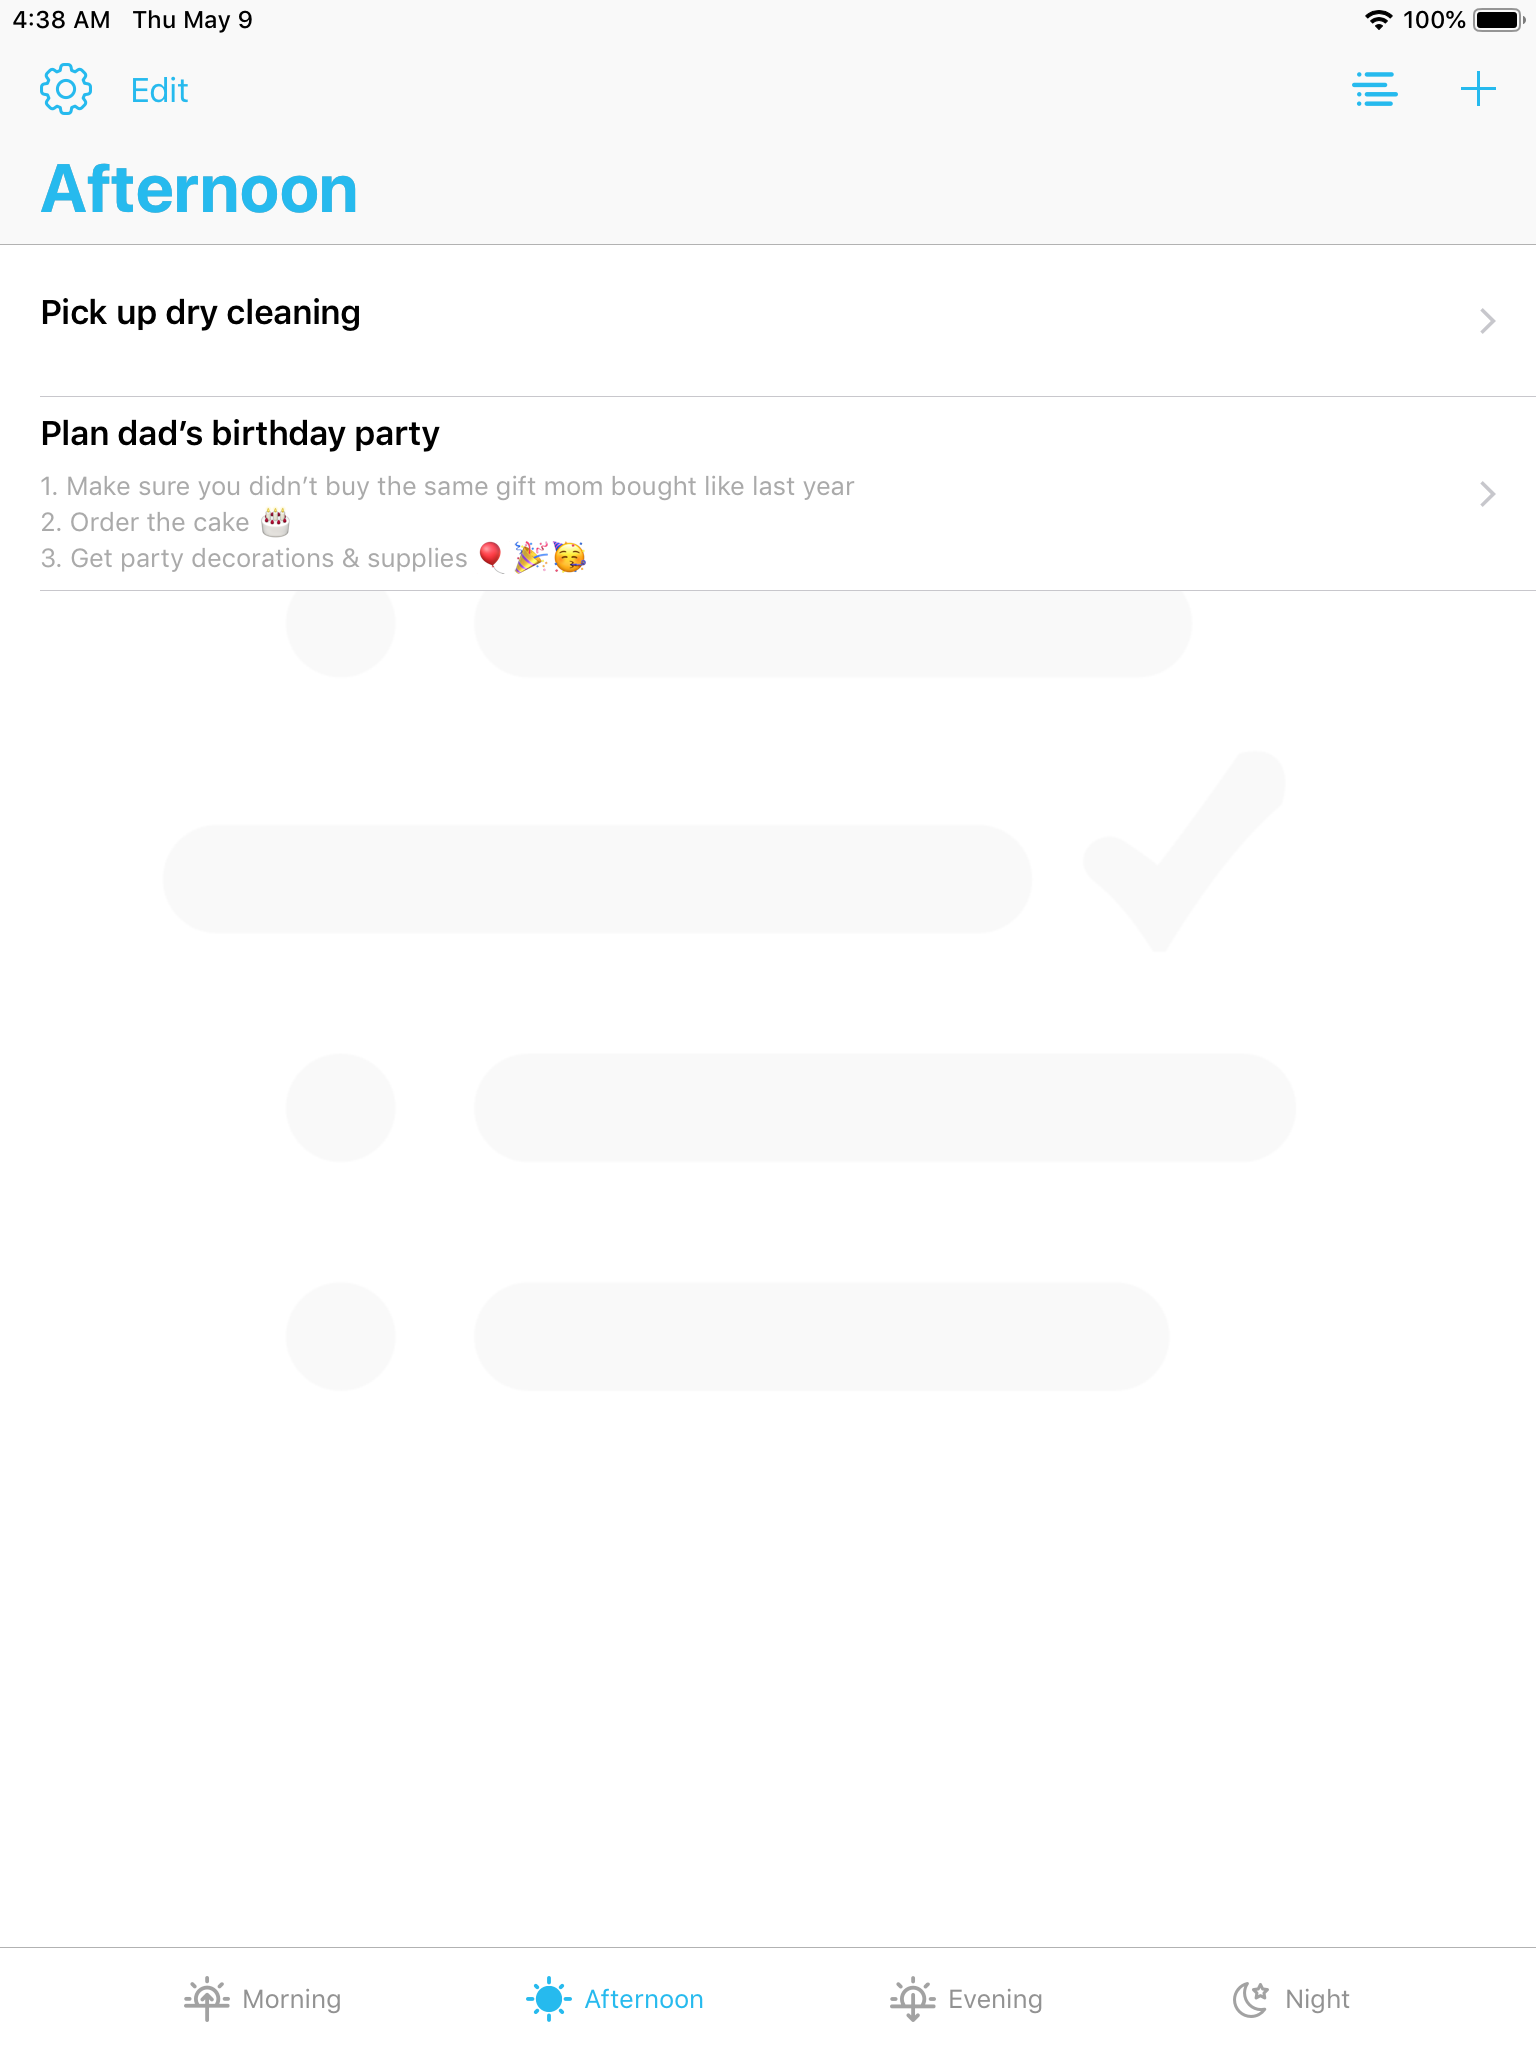 4:38 AM Thu May 9 100%
Edit
Afternoon
Pick up dry cleaning
Plan dad’s birthday party
1. Make sure you didn’t buy the same gift mom bought like last year
2. Order the cake 🎂
3. Get party decorations & supplies 🎈🎉🥳
Morning Afternoon Evening Night